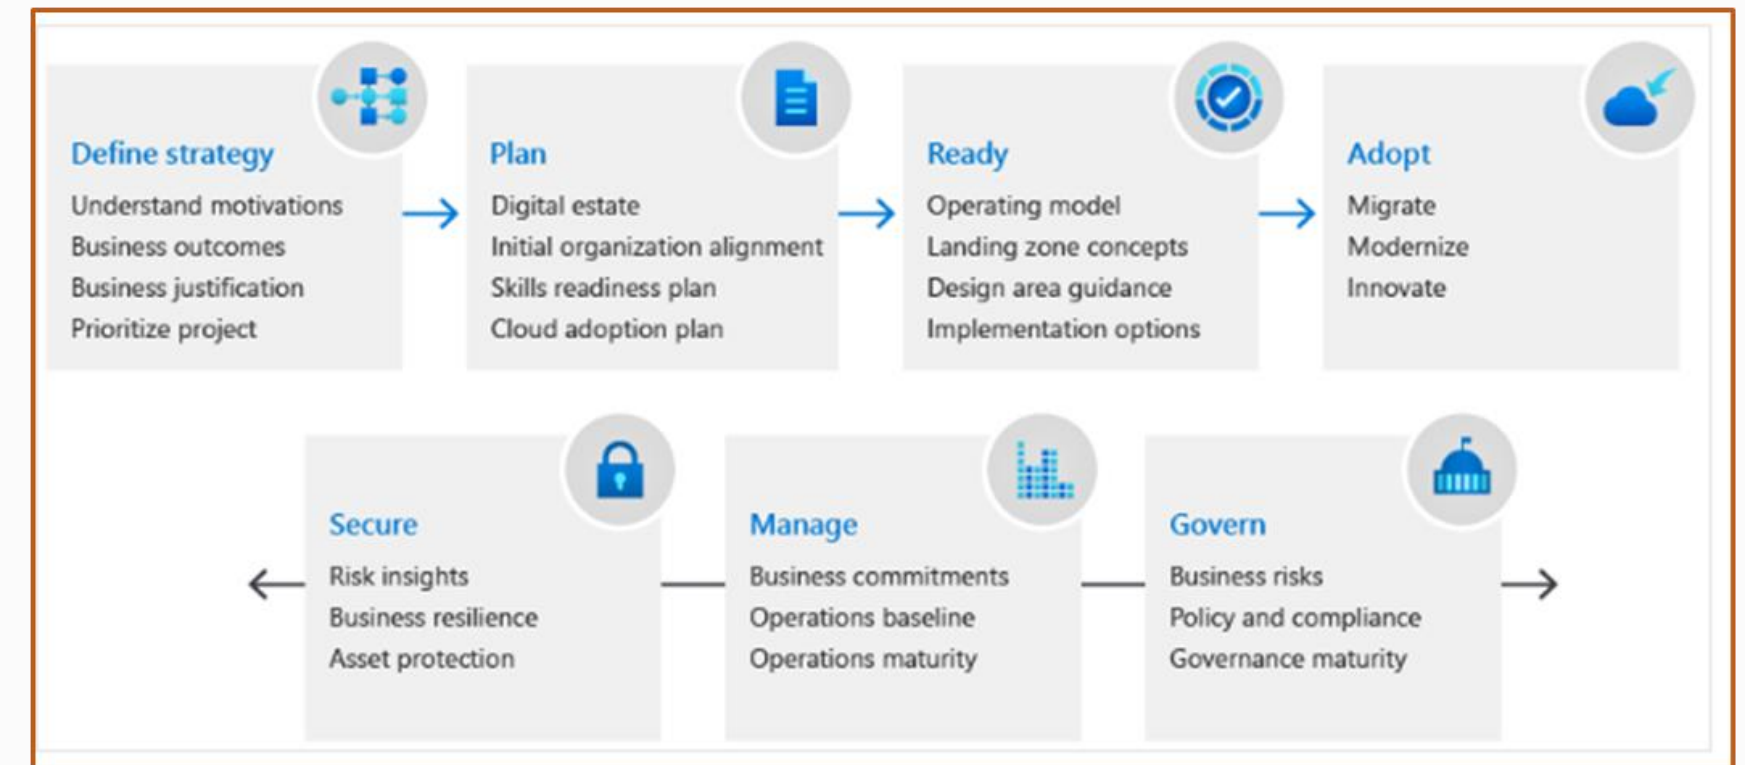 Define strategy
Understand motivations
Business outcomes
Business justification
Prioritize project
Plan
Digital estate
Initial organization alignment
Skills readiness plan
Cloud adoption plan
Ready
Operating model
Landing zone concepts
Design area guidance
Implementation options
Adopt
Migrate
Modernize
Innovate
Secure
Risk insights
Business resilience
Asset protection
Manage
Business commitments
Operations baseline
Operations maturity
Govern
Business risks
Policy and compliance
Governance maturity